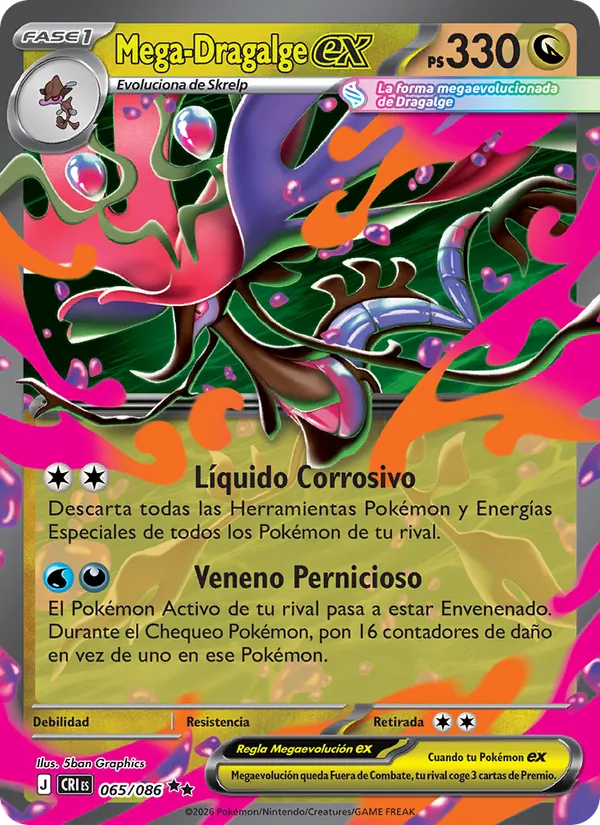 FASE 1
Mega-Dragalge ex
PS 330
Evoluciona de Skrelp
La forma megaevolucionada
de Dragalge
Líquido Corrosivo
Descarta todas las Herramientas Pokémon y Energías
Especiales de todos los Pokémon de tu rival.
Veneno Pernicioso
El Pokémon Activo de tu rival pasa a estar Envenenado.
Durante el Chequeo Pokémon, pon 16 contadores de daño
en vez de uno en ese Pokémon.
Debilidad
Resistencia
Retirada
Ilus. 5ban Graphics
J CRI ES 065/086
Regla Megaevolución ex
Cuando tu Pokémon ex
Megaevolución queda Fuera de Combate, tu rival coge 3 cartas de Premio.
©2026 Pokémon/Nintendo/Creatures/GAME FREAK